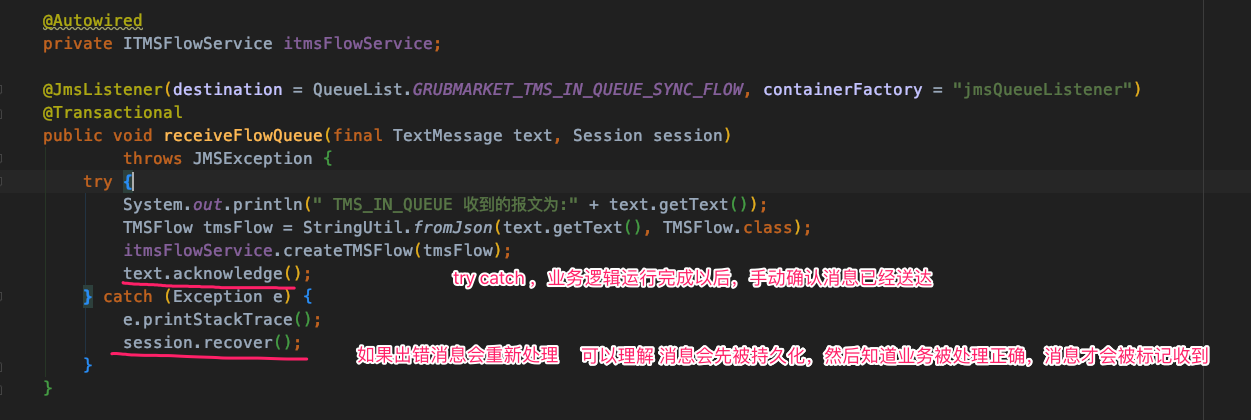 @Autowired
private ITMSFlowService itmsFlowService;
@JmsListener(destination = QueueList.GRUBMARKET_TMS_IN_QUEUE_SYNC_FLOW, containerFactory = "jmsQueueListener")
@Transactional
public void receiveFlowQueue(final TextMessage text, Session session)
throws JMSException {
try {
System.out.println(" TMS_IN_QUEUE 收到的报文为:" + text.getText());
TMSFlow tmsFlow = StringUtil.fromJson(text.getText(), TMSFlow.class);
itmsFlowService.createTMSFlow(tmsFlow);
text.acknowledge(); try catch ，业务逻辑运行完成以后，手动确认消息已经送达
} catch (Exception e) {
e.printStackTrace();
session.recover(); 如果出错消息会重新处理 可以理解 消息会先被持久化，然后知道业务被处理正确，消息才会被标记收到
}
}